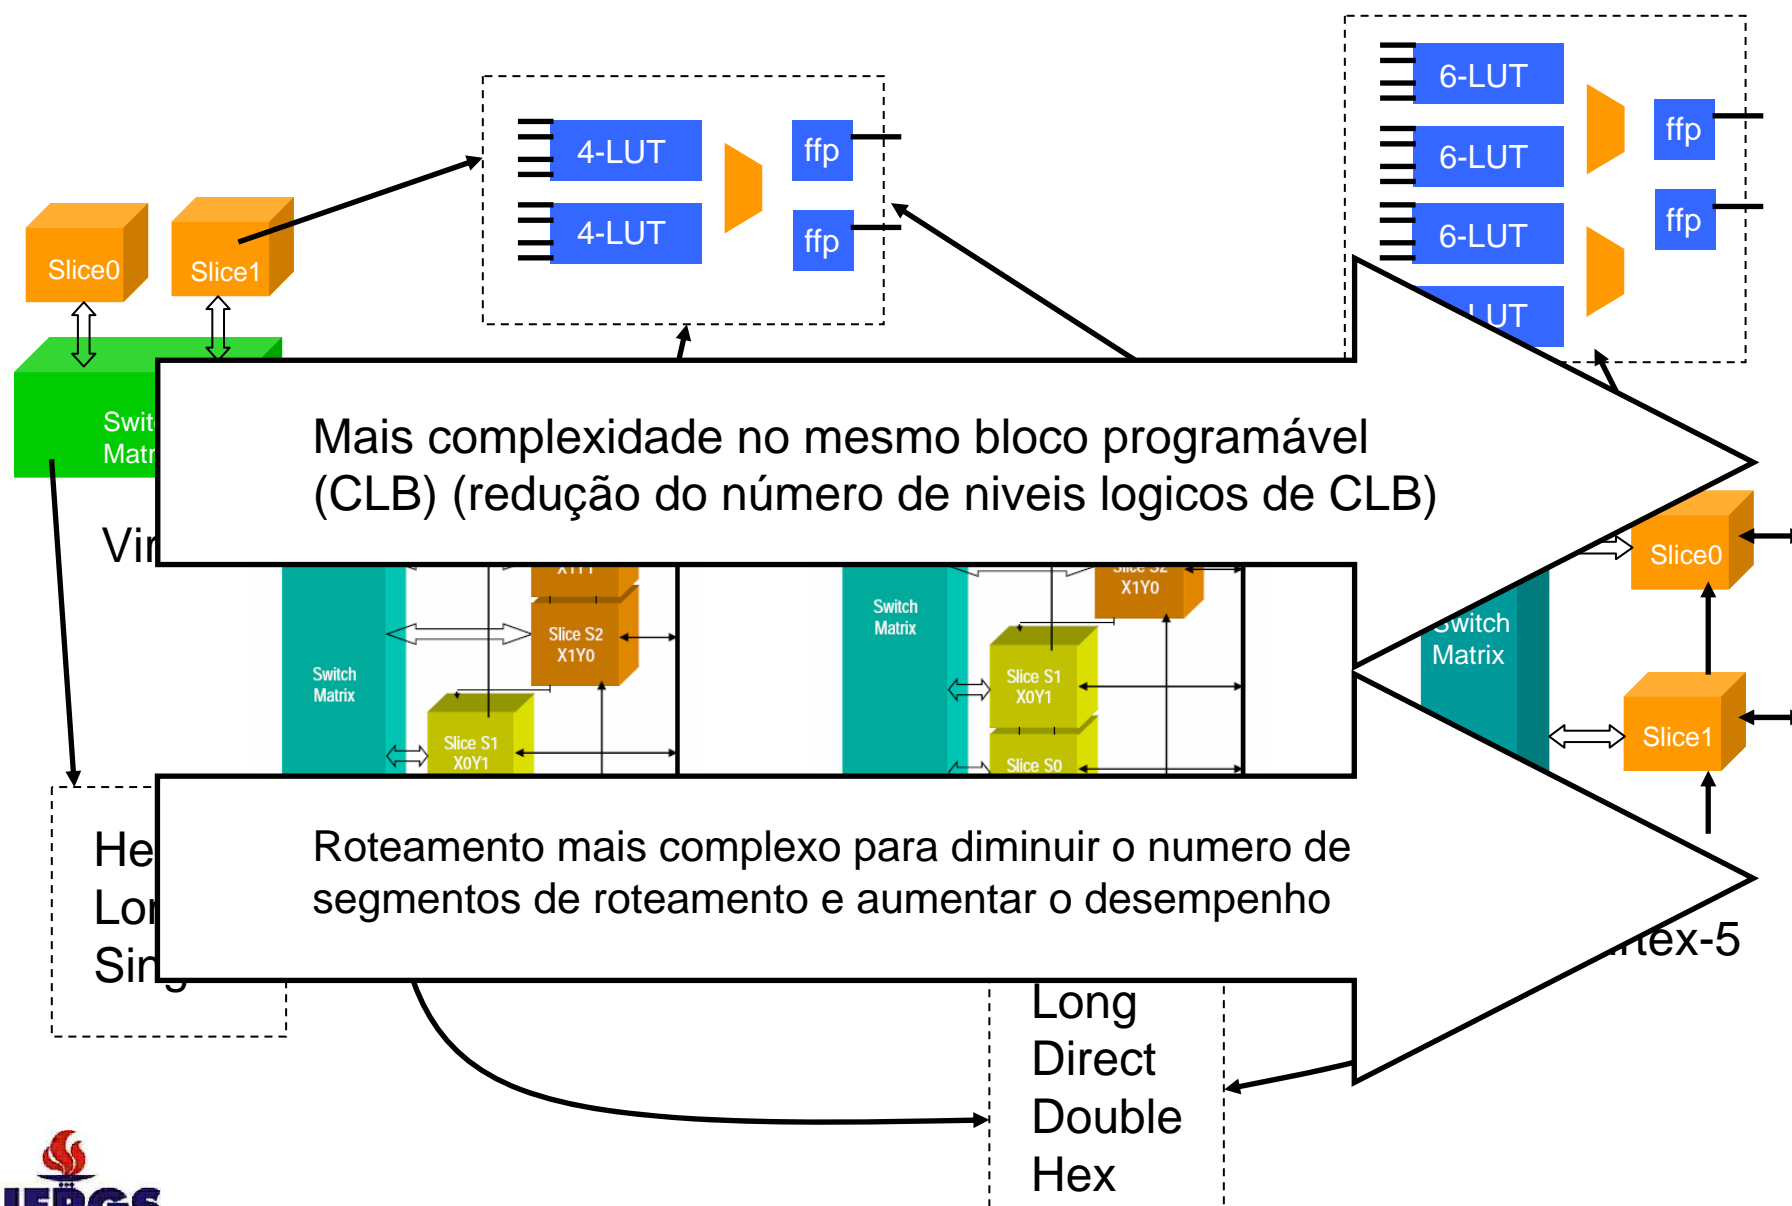 6-LUT
6-LUT
6-LUT
LUT
ffp
ffp
4-LUT
4-LUT
ffp
ffp
Slice0
Slice1
Mais complexidade no mesmo bloco programável
(CLB) (redução do número de niveis logicos de CLB)
Slice S2
X1Y0
Switch
Matrix
Slice S1
X0Y1
X1Y1
Slice S2
X1Y0
Switch
Matrix
Slice S1
X0Y1
Slice S0
Slice0
Switch
Matrix
Slice1
Roteamento mais complexo para diminuir o numero de
segmentos de roteamento e aumentar o desempenho
Long
Direct
Double
Hex
UFRGS